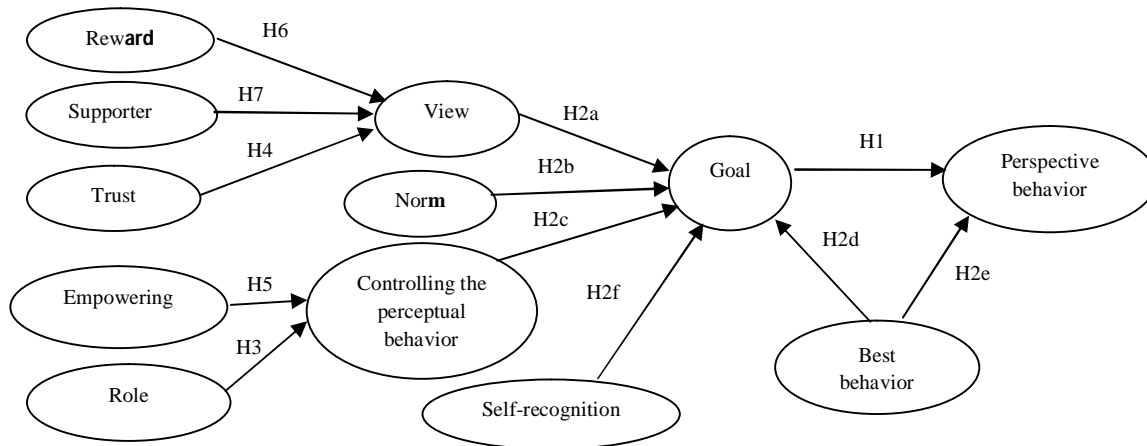 Reward
H6
Supporter
H7
View
H2a
H4
Trust
H2b
Norm
Goal
H1
Perspective
behavior
H2c
H2d
H2e
Empowering
H5
Controlling the
perceptual
behavior
H2f
H3
Role
Self-recognition
Best
behavior